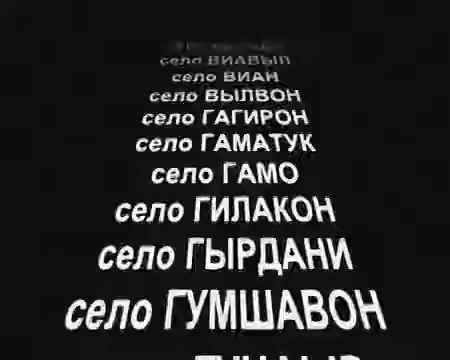 село ВИАВЫП
село ВИАН
село ВЫЛВОН
село ГАГИРОН
село ГАМАТУК
село ГАМО
село ГИЛАКОН
село ГЫРДАНИ
село ГУМШАВОН